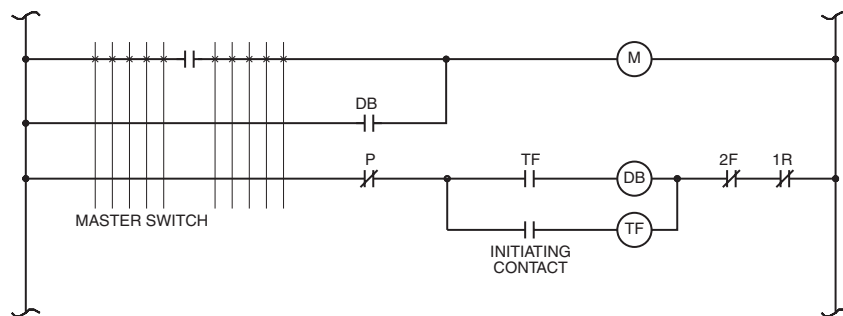 M
DB
P
TF
DB
2F
1R
MASTER SWITCH
TF
INITIATING
CONTACT